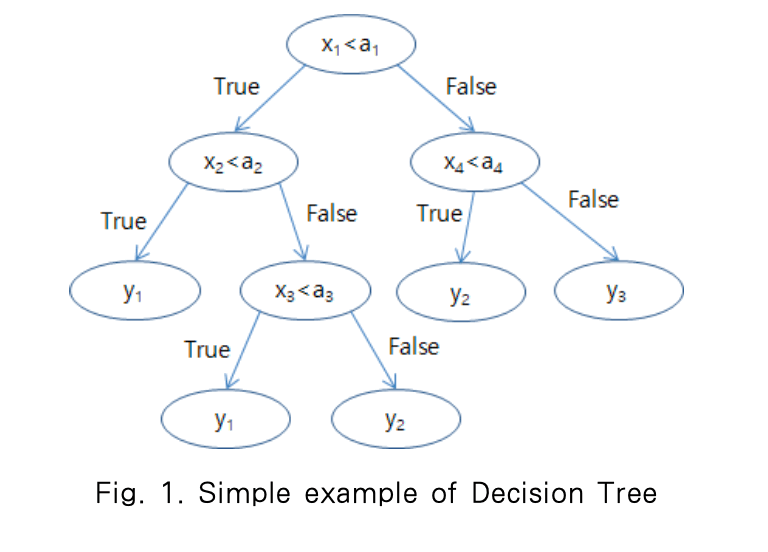 x₁<a₁
True
False
x₂<a₂
x₄<a₄
True
False
True
False
y₁
x₃<a₃
y₂
y₃
True
False
y₁
y₂
Fig. 1. Simple example of Decision Tree